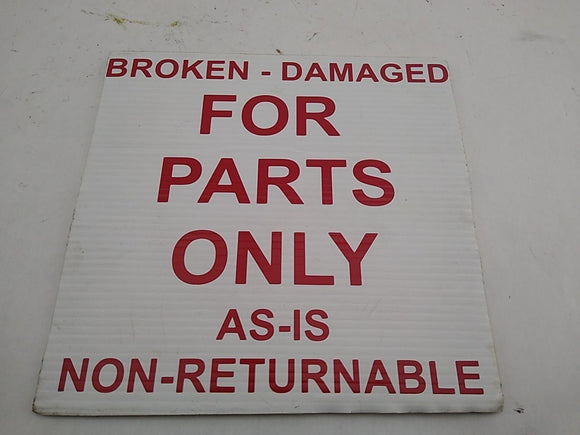 BROKEN - DAMAGED
FOR
PARTS
ONLY
AS-IS
NON-RETURNABLE